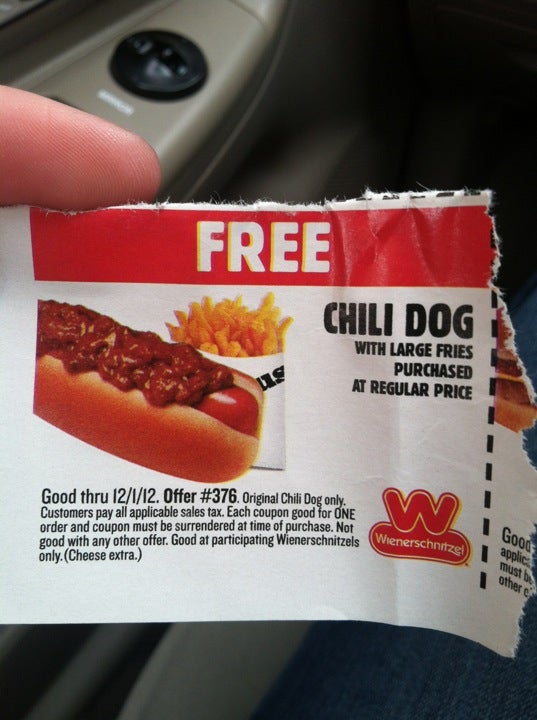 FREE
CHILI DOG
WITH LARGE FRIES
PURCHASED
AT REGULAR PRICE
us
Good thru 12/1/12. Offer #376. Original Chili Dog only.
Customers pay all applicable sales tax. Each coupon good for ONE
order and coupon must be surrendered at time of purchase. Not
good with any other offer. Good at participating Wienerschnitzels
only. (Cheese extra.)
W
Wienerschnitzel
Good
must
other